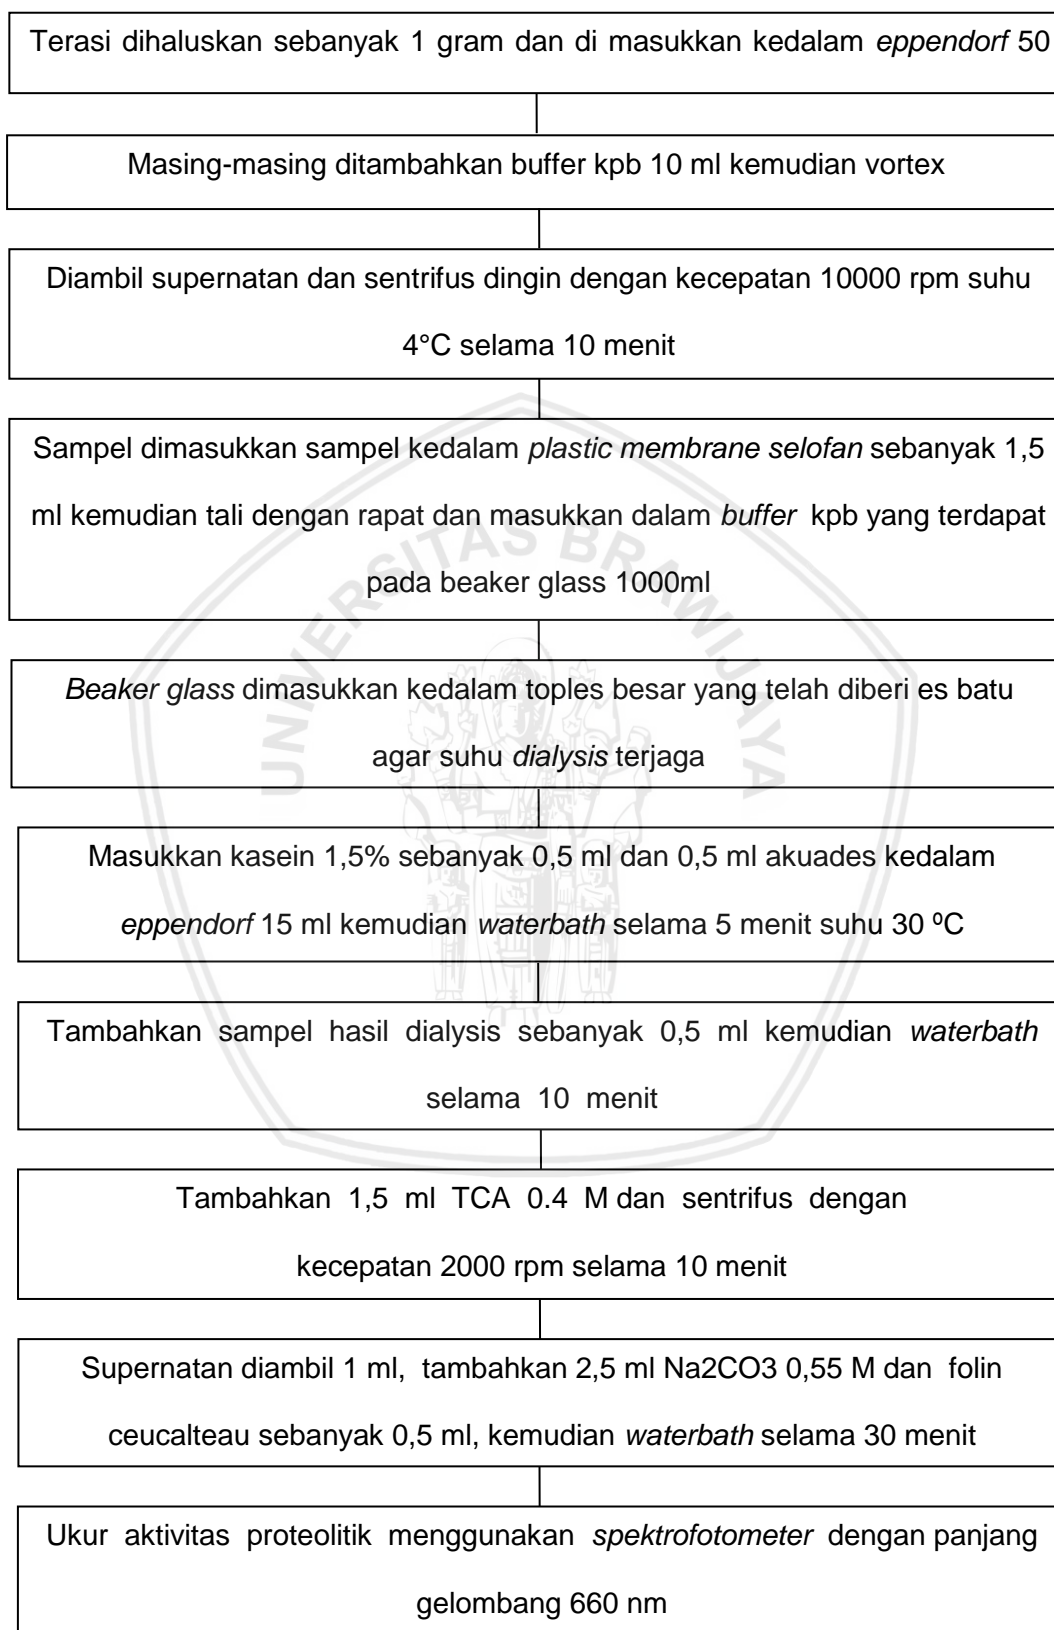 Terasi dihaluskan sebanyak 1 gram dan di masukkan kedalam eppendorf 50
Masing-masing ditambahkan buffer kpb 10 ml kemudian vortex
Diambil supernatan dan sentrifus dingin dengan kecepatan 10000 rpm suhu
4°C selama 10 menit
Sampel dimasukkan sampel kedalam plastic membrane selofan sebanyak 1,5
ml kemudian tali dengan rapat dan masukkan dalam buffer kpb yang terdapat
pada beaker glass 1000ml
Beaker glass dimasukkan kedalam toples besar yang telah diberi es batu
agar suhu dialysis terjaga
Masukkan kasein 1,5% sebanyak 0,5 ml dan 0,5 ml akuades kedalam
eppendorf 15 ml kemudian waterbath selama 5 menit suhu 30 ºC
Tambahkan sampel hasil dialysis sebanyak 0,5 ml kemudian waterbath
selama 10 menit
Tambahkan 1,5 ml TCA 0.4 M dan sentrifus dengan
kecepatan 2000 rpm selama 10 menit
Supernatan diambil 1 ml, tambahkan 2,5 ml Na2CO3 0,55 M dan folin
ceucalteau sebanyak 0,5 ml, kemudian waterbath selama 30 menit
Ukur aktivitas proteolitik menggunakan spektrofotometer dengan panjang
gelombang 660 nm
UNIVERSITAS BRAWIJAYA